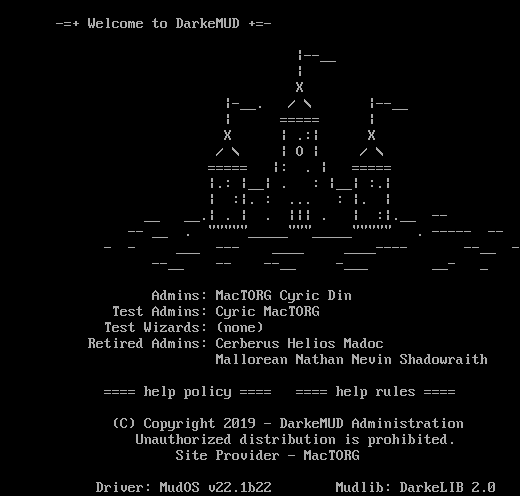 -=+ Welcome to DarkeMUD +=-
Admins: MacTORG Cyric Din
Test Admins: Cyric MacTORG
Test Wizards: (none)
Retired Admins: Cerberus Helios Madoc
Mallorean Nathan Nevin Shadowraith
==== help policy ==== ==== help rules ====
(C) Copyright 2019 - DarkeMUD Administration
Unauthorized distribution is prohibited.
Site Provider - MacTORG
Driver: MudOS v22.1b22 Mudlib: DarkeLIB 2.0